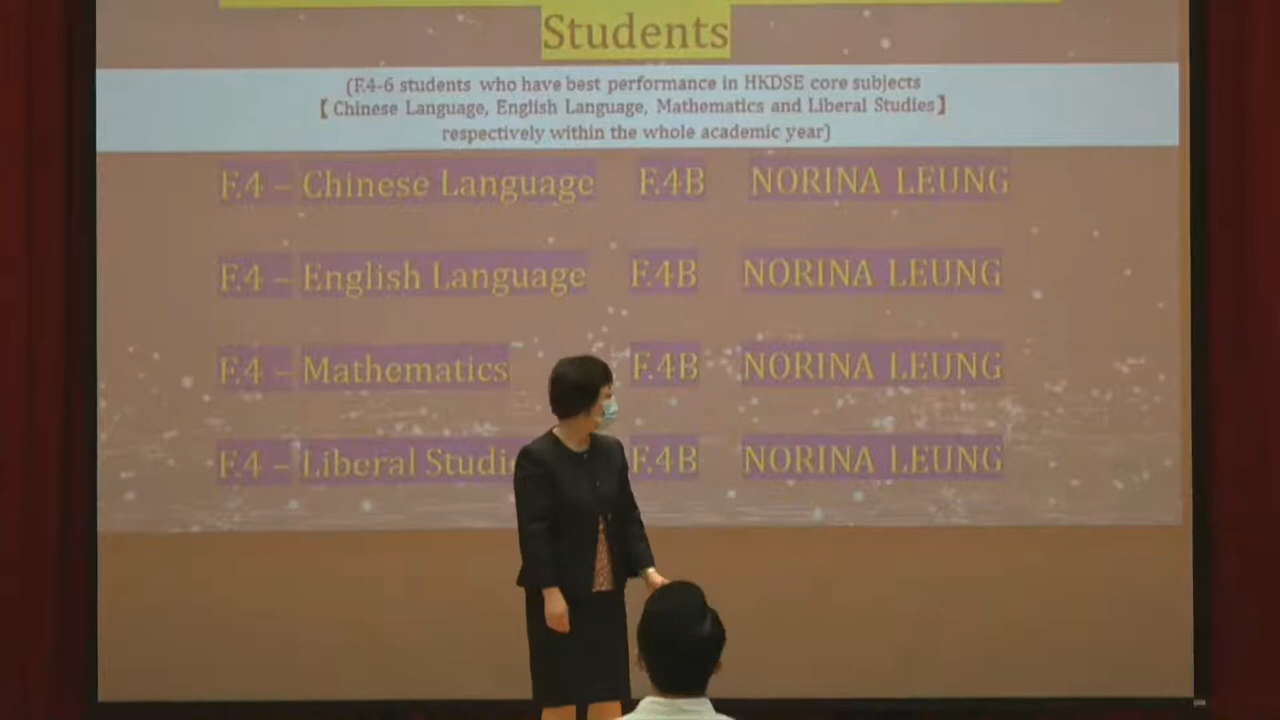 Students
(F.4-6 students who have best performance in HKDSE core subjects
【Chinese Language, English Language, Mathematics and Liberal Studies】
respectively within the whole academic year)
F.4 – Chinese Language F.4B NORINA LEUNG
F.4 – English Language F.4B NORINA LEUNG
F.4 – Mathematics F.4B NORINA LEUNG
F.4 – Liberal Studi F.4B NORINA LEUNG